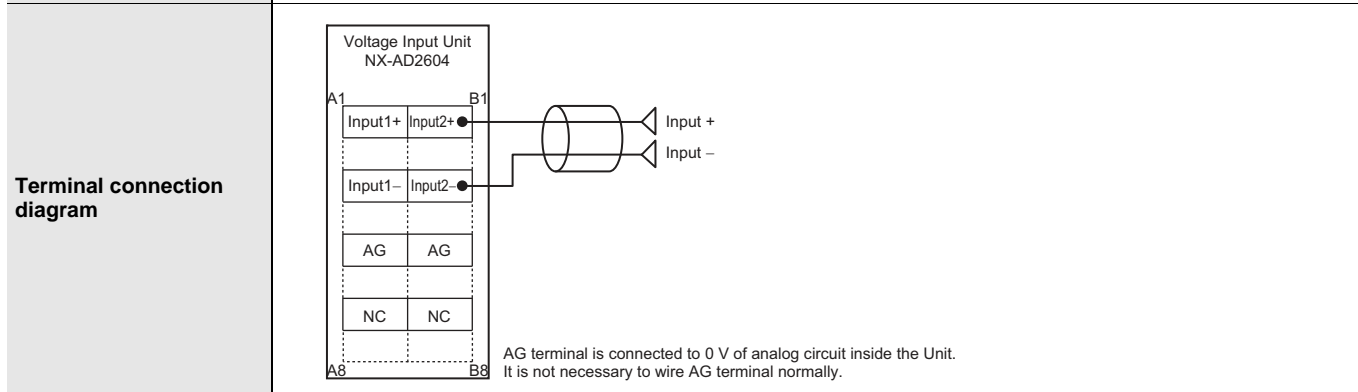 Terminal connection
diagram
Voltage Input Unit
NX-AD2604
A1
B1
Input1+ Input2+
Input +
Input –
Input1– Input2–
AG AG
NC NC
A8
B8
AG terminal is connected to 0 V of analog circuit inside the Unit.
It is not necessary to wire AG terminal normally.